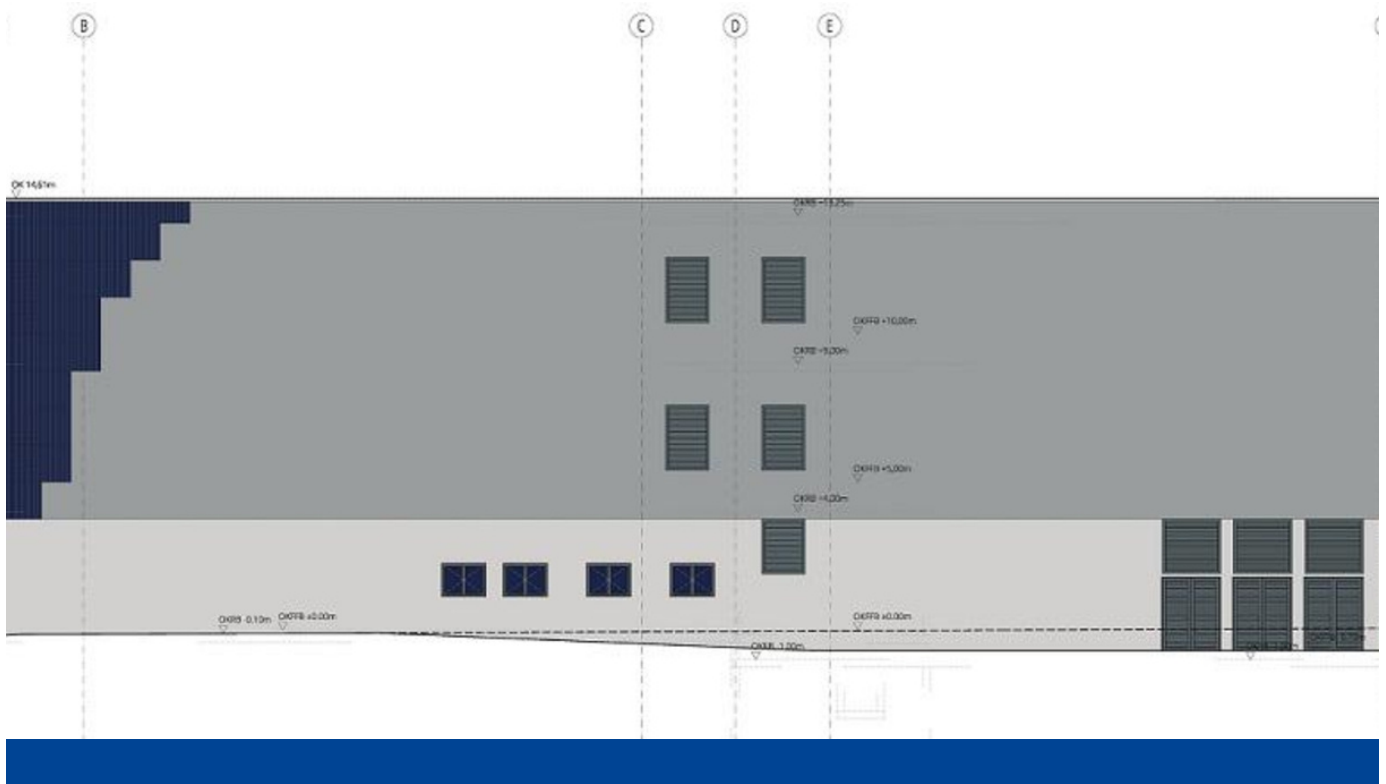 B
C
D
E
OK 14,61m
OKRB +13,25m
OKFFB +10,00m
OKRB +9,00m
OKFFB +5,00m
OKRB +4,00m
OKRB -0.10m
OKFFB ±0.00m
OKFFB ±0.00m